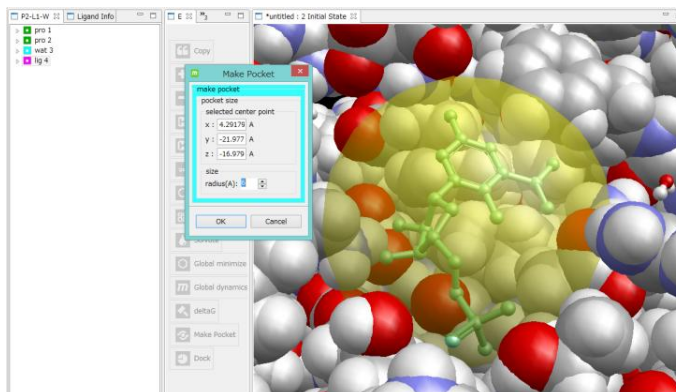 P2-L1-W
Ligand Info
E
*untitled : 2 Initial State
pro 1
pro 2
wat 3
lig 4
Copy
Make Pocket
make pocket
pocket size
selected center point
x : 4.29179 A
y : -21.977 A
z : -16.979 A
size
radius(A):
OK
Cancel
Global minimize
Global dynamics
deltaG
Make Pocket
Dock